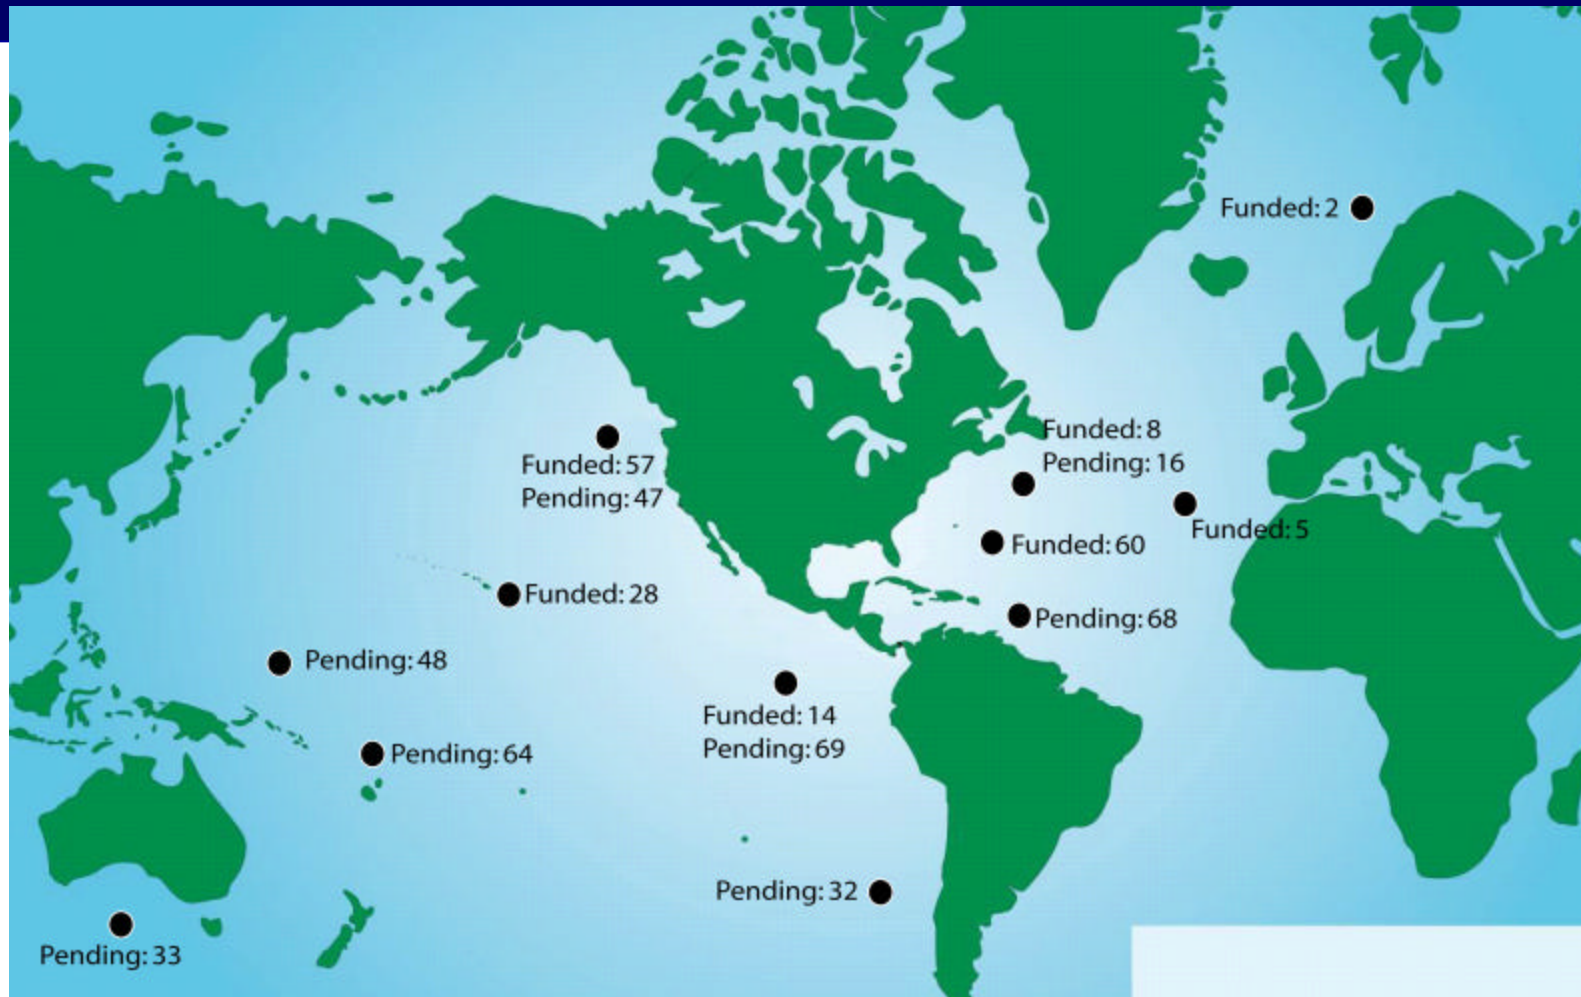 Funded: 2
Funded: 8
Pending: 16
Funded: 57
Pending: 47
Funded: 5
Funded: 60
Funded: 28
Pending: 68
Pending: 48
Funded: 14
Pending: 69
Pending: 64
Pending: 32
Pending: 33